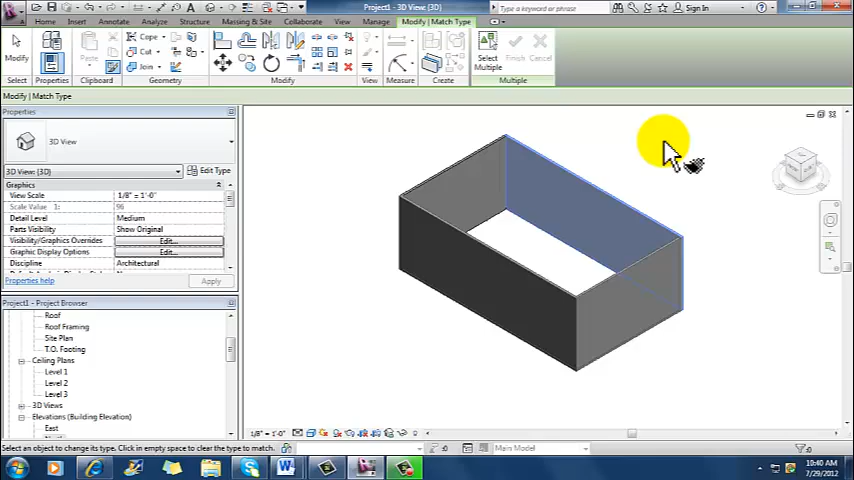 Project1 - 3D View: {3D}
Type a keyword or phrase
Sign In
Home Insert Annotate Analyze Structure Massing & Site Collaborate View Manage Modify | Match Type
Modify
Properties
Paste
Cope
Cut
Join
Select
Multiple
Finish Cancel
Select Properties Clipboard Geometry Modify View Measure Create Multiple
Modify | Match Type
Properties
3D View
3D View: {3D} Edit Type
Graphics
View Scale 1/8" = 1'-0"
Scale Value 1: 96
Detail Level Medium
Parts Visibility Show Original
Visibility/Graphics Overrides Edit...
Graphic Display Options Edit...
Discipline Architectural
Properties help Apply
Project1 - Project Browser
Roof
Roof Framing
Site Plan
T.O. Footing
Ceiling Plans
Level 1
Level 2
Level 3
3D Views
Elevations (Building Elevation)
East
1/8" = 1'-0"
Select an object to change its type. Click in empty space to clear the type to match.
:0
Main Model
:0
10:40 AM
7/29/2012